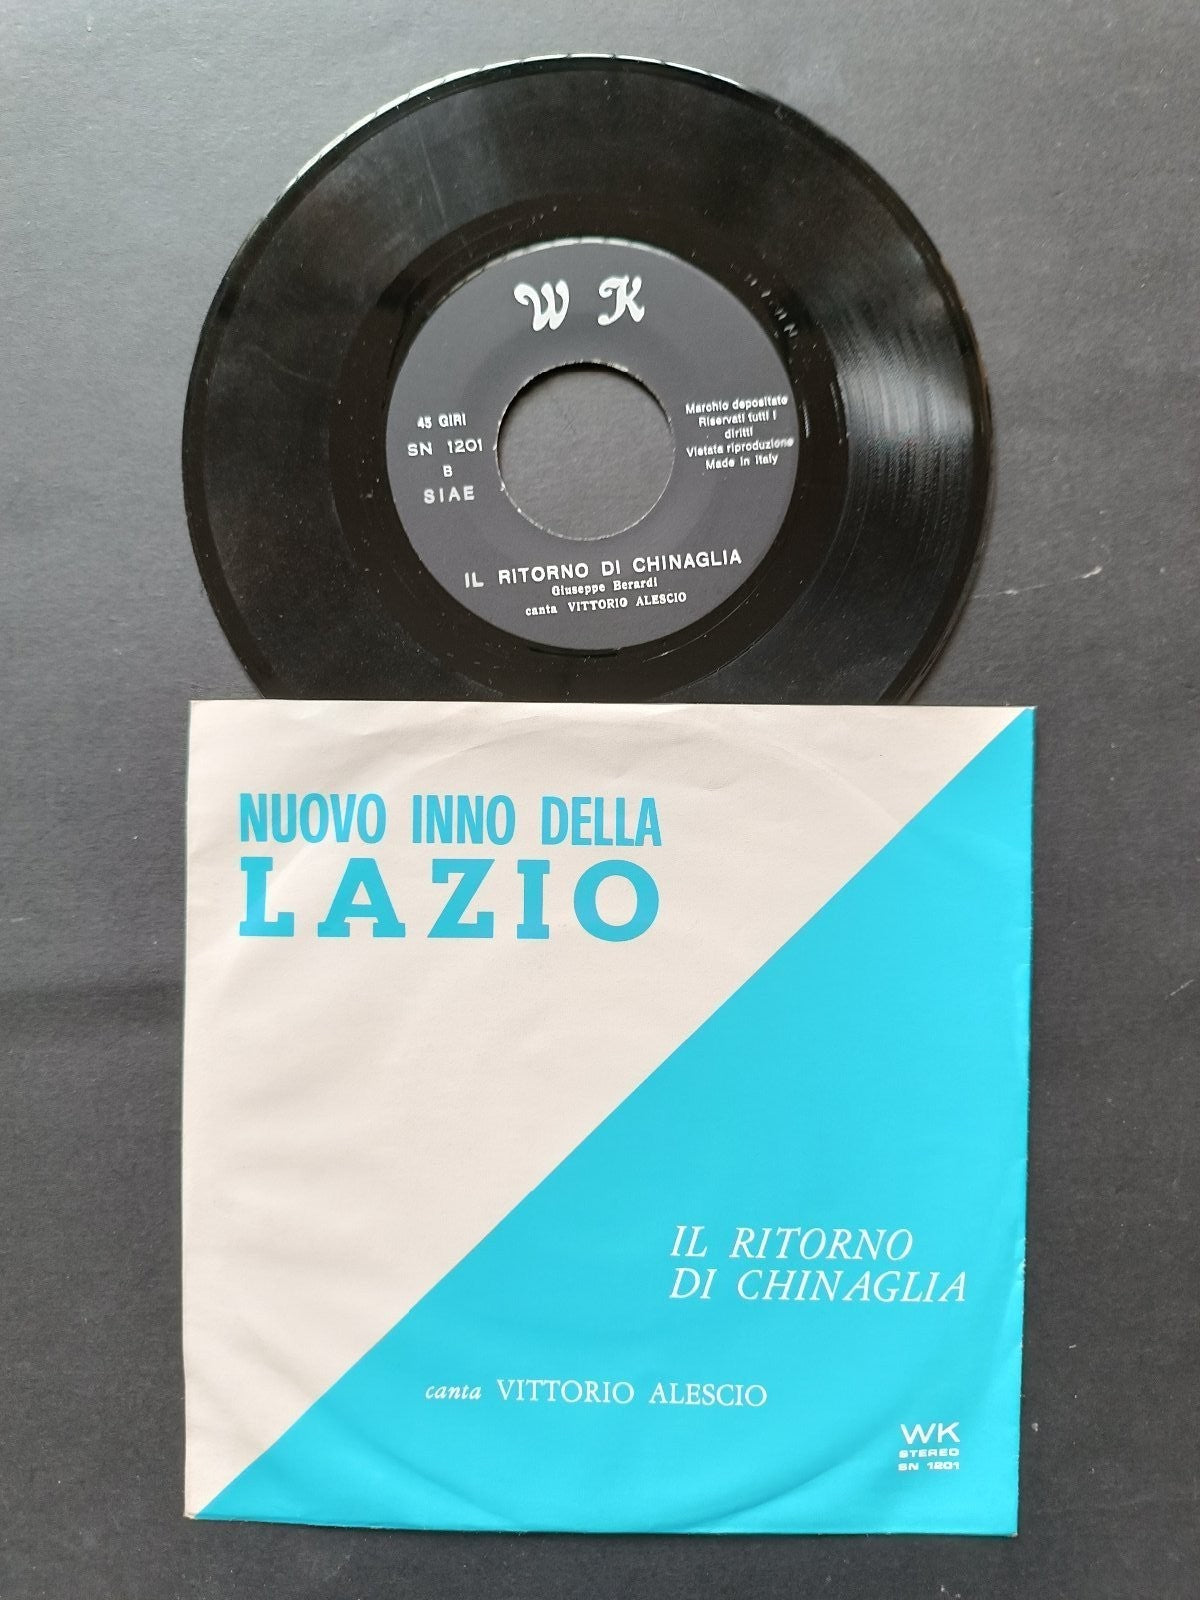 W K
45 GIRI
SN 1201
B
SIAE
Marchio depositato
Riservati tutti i
diritti
Vietata riproduzione
Made in Italy
IL RITORNO DI CHINAGLIA
Giuseppe Berardi
canta VITTORIO ALESCIO
NUOVO INNO DELLA
LAZIO
IL RITORNO
DI CHINAGLIA
canta VITTORIO ALESCIO
WK
STEREO
SN 1201